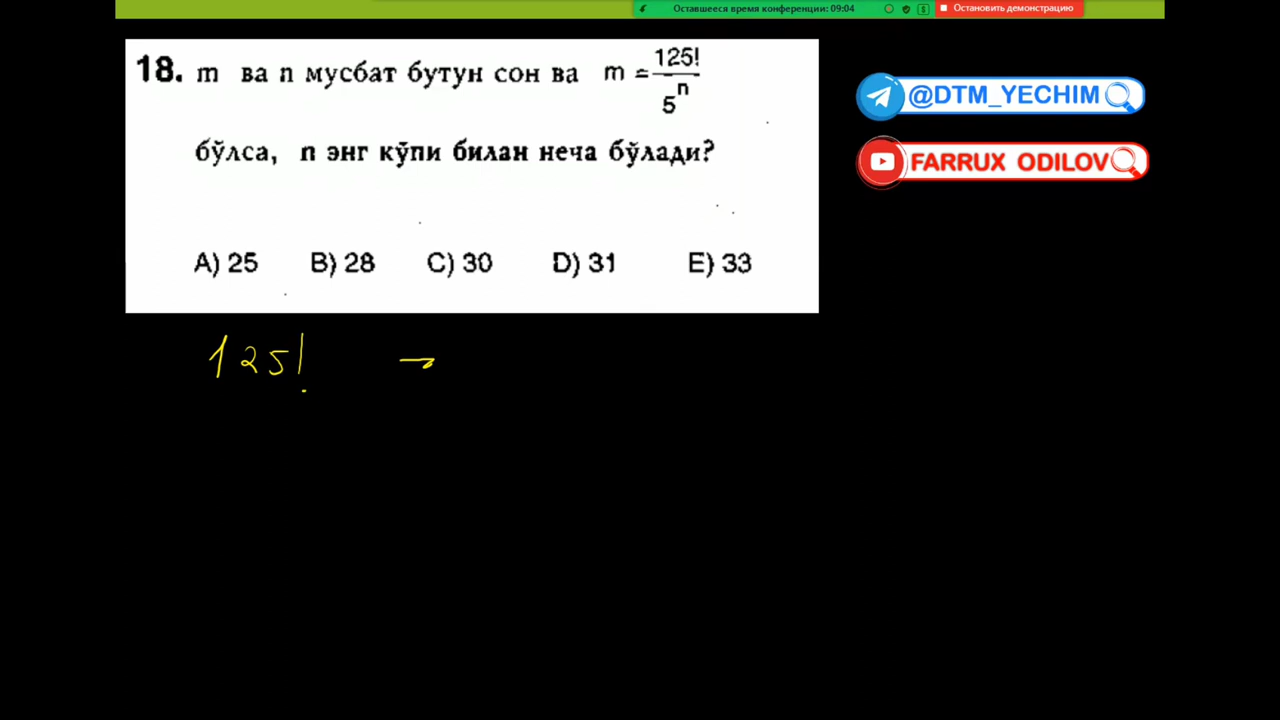 Оставшееся время конференции: 09:04
Остановить демонстрацию
18. m ва n мусбат бутун сон ва m = 125!/5^n
бўлса, n энг кўпи билан неча бўлади?
A) 25 B) 28 C) 30 D) 31 E) 33
@DTM_YECHIM
FARRUX ODILOV
125! →